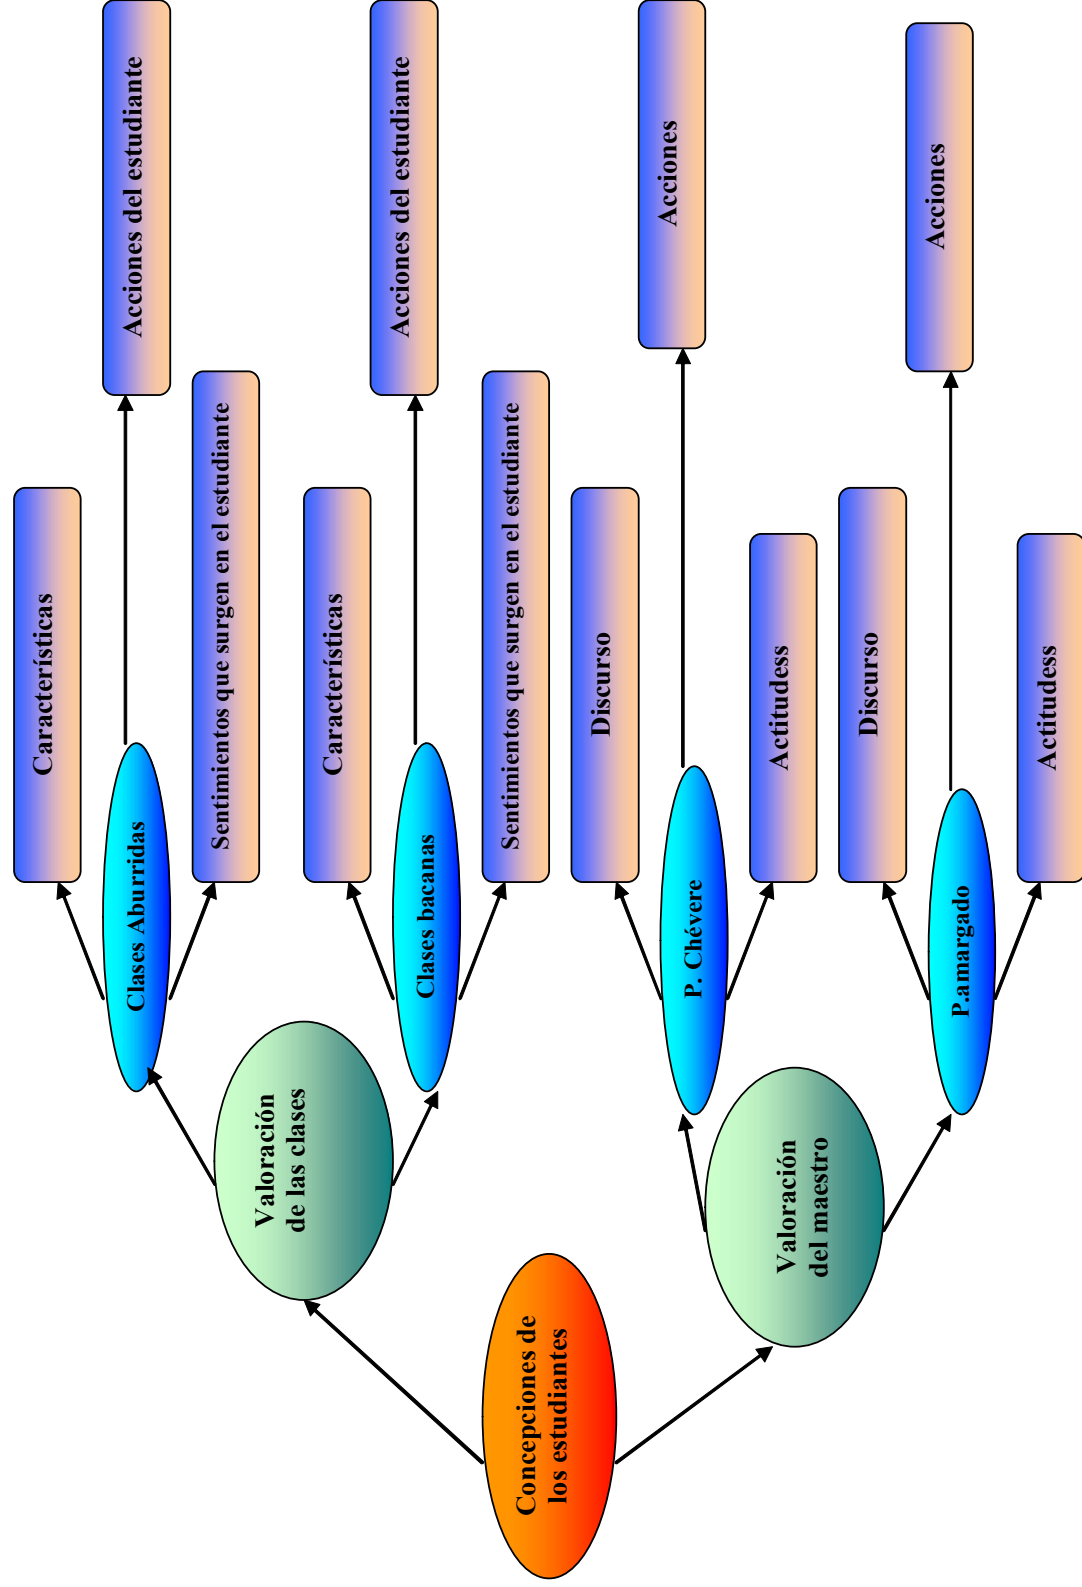 Concepciones de
los estudiantes
Valoración
de las clases
Clases Aburridas
Características
Acciones del estudiante
Sentimientos que surgen en el estudiante
Clases bacanas
Características
Acciones del estudiante
Sentimientos que surgen en el estudiante
Valoración
del maestro
P. Chévere
Discurso
Acciones
Actitudess
P.amargado
Discurso
Acciones
Actitudess